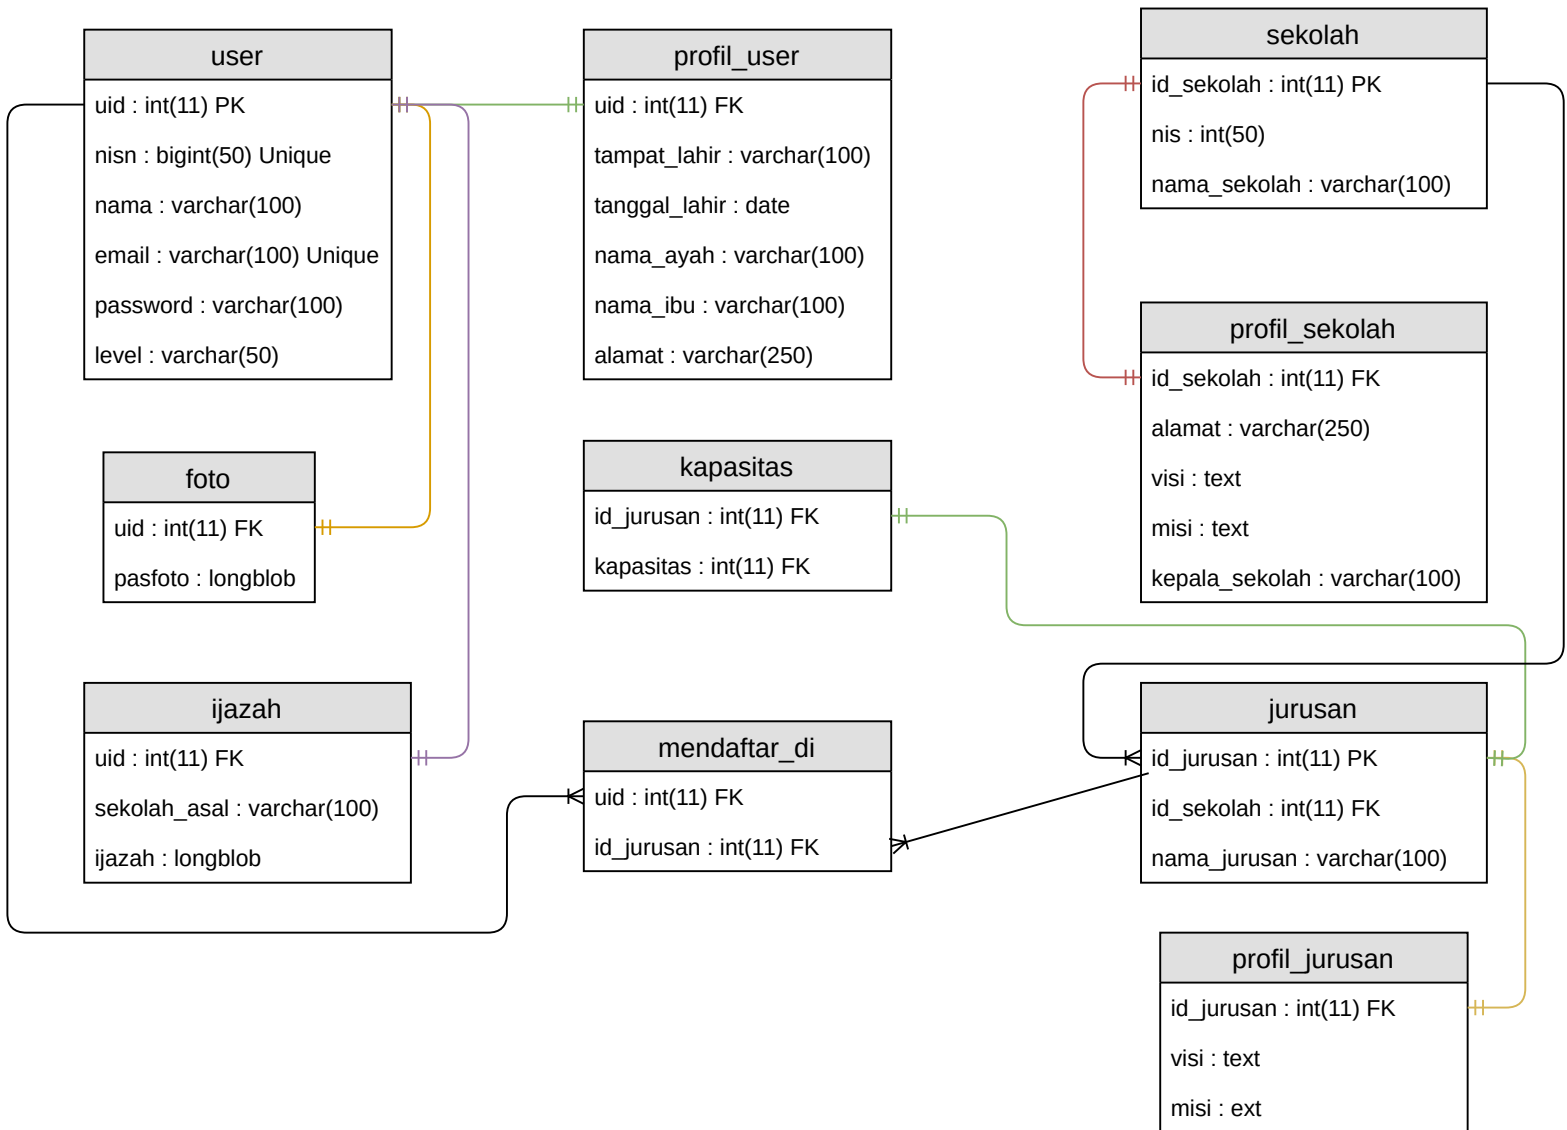 user
uid : int(11) PK
nisn : bigint(50) Unique
nama : varchar(100)
email : varchar(100) Unique
password : varchar(100)
level : varchar(50)
profil_user
uid : int(11) FK
tampat_lahir : varchar(100)
tanggal_lahir : date
nama_ayah : varchar(100)
nama_ibu : varchar(100)
alamat : varchar(250)
sekolah
id_sekolah : int(11) PK
nis : int(50)
nama_sekolah : varchar(100)
profil_sekolah
id_sekolah : int(11) FK
alamat : varchar(250)
visi : text
misi : text
kepala_sekolah : varchar(100)
foto
uid : int(11) FK
pasfoto : longblob
kapasitas
id_jurusan : int(11) FK
kapasitas : int(11) FK
ijazah
uid : int(11) FK
sekolah_asal : varchar(100)
ijazah : longblob
mendaftar_di
uid : int(11) FK
id_jurusan : int(11) FK
jurusan
id_jurusan : int(11) PK
id_sekolah : int(11) FK
nama_jurusan : varchar(100)
profil_jurusan
id_jurusan : int(11) FK
visi : text
misi : ext